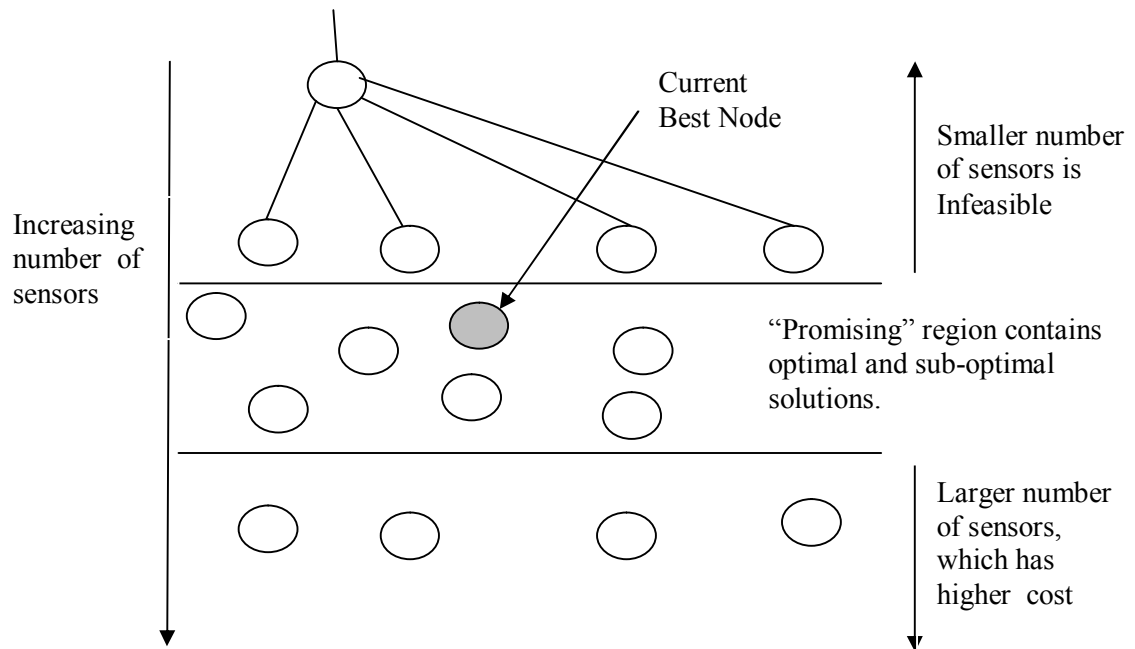 Current
Best Node
Smaller number
of sensors is
Infeasible
Increasing
number of
sensors
“Promising” region contains
optimal and sub-optimal
solutions.
Larger number
of sensors,
which has
higher cost